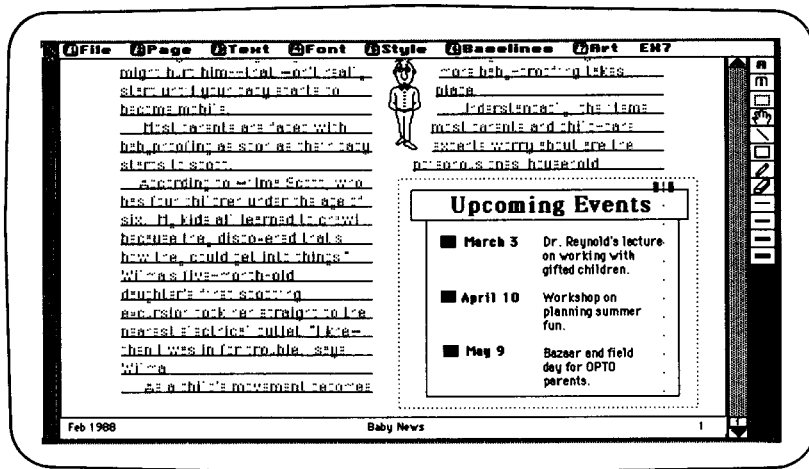 File Page Text Font Style Baselines Art EX7
might hurt him—that won't really
start until your baby starts to
become mobile.
Most parents are faced with
babyproofing as soon as their baby
starts to scoot.
According to Wilma Scott, who
has four children under the age of
six. My kids all learned to crawl
because they discovered that's
how they could get into things."
Wilma's five-month-old
daughter's first scooting
excursion took her straight to the
nearest electrical outlet. "I knew
then I was in for trouble, says
Wilma
As a child's movement becomes
more baby-proofing takes
place
the items
most parents and child-care
experts worry about are the
poisonous ones household
Upcoming Events
March 3 Dr. Reynold's lecture
on working with
gifted children.
April 10 Workshop on
planning summer
fun.
May 9 Bazaar and field
day for OPTO
parents.
Feb 1988 Baby News 1